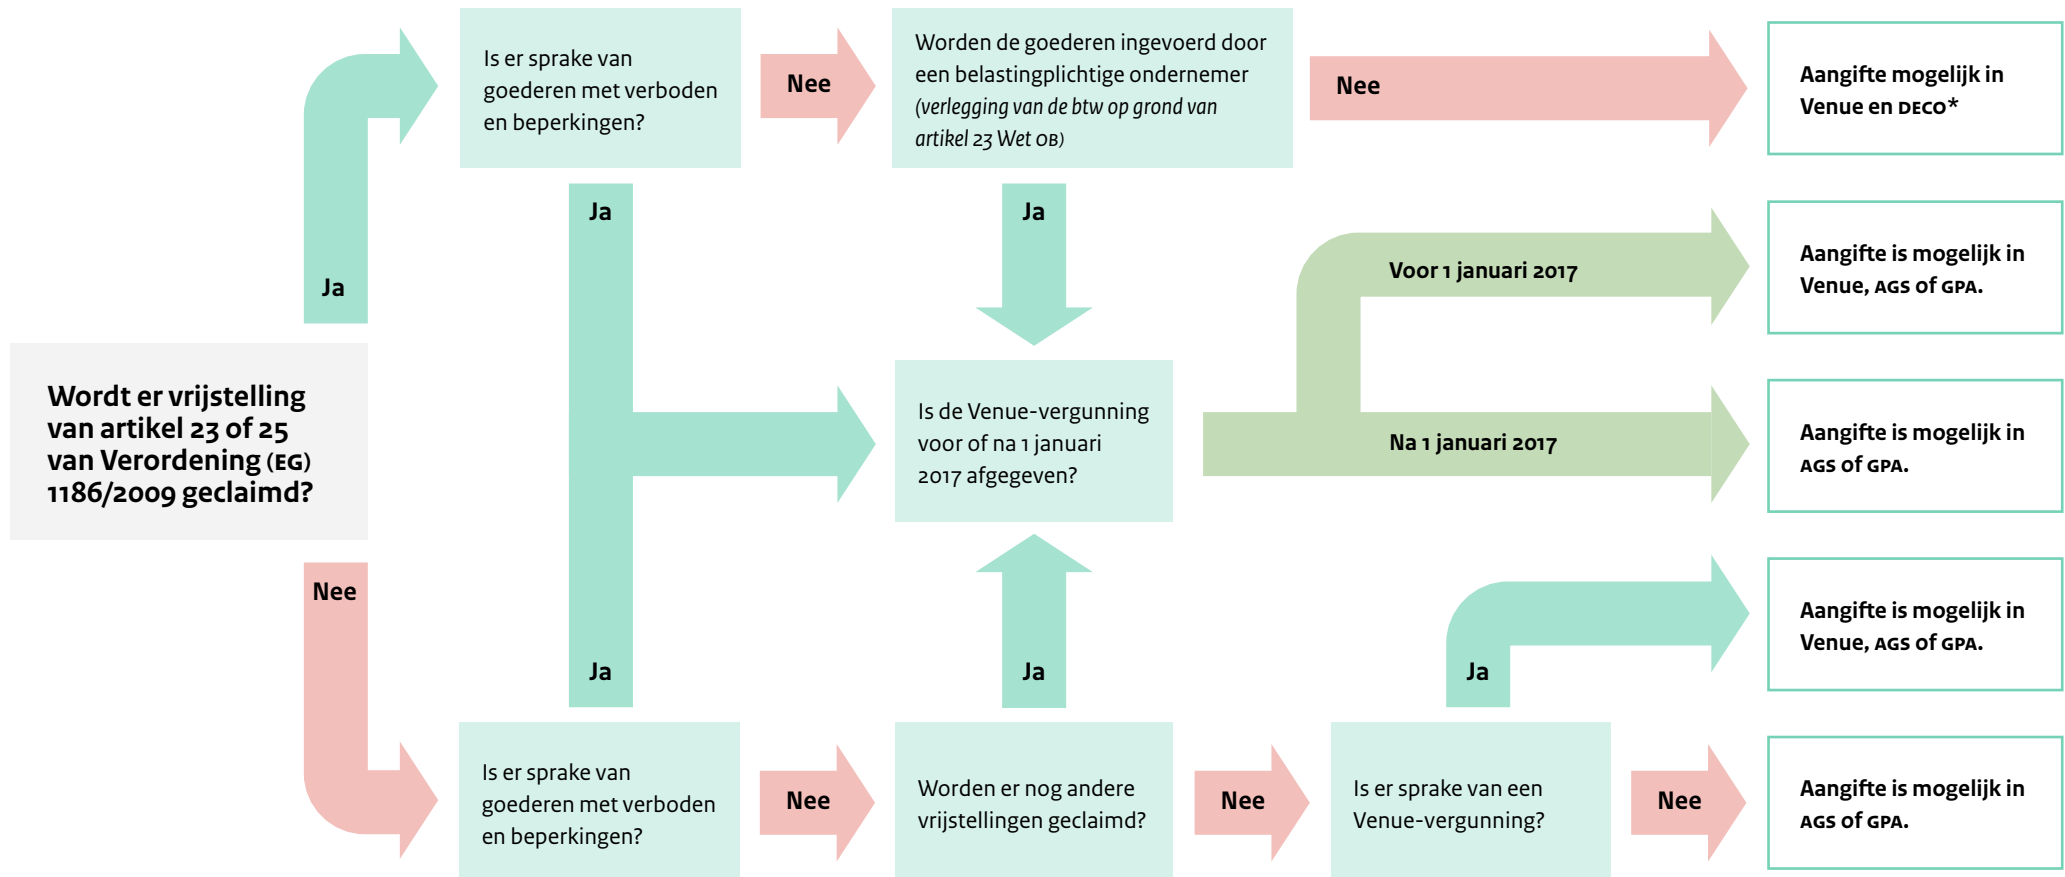 Wordt er vrijstelling
van artikel 23 of 25
van Verordening (EG)
1186/2009 geclaimd?
Ja
Is er sprake van
goederen met verboden
en beperkingen?
Nee
Worden de goederen ingevoerd door
een belastingplichtige ondernemer
(verlegging van de btw op grond van
artikel 23 Wet OB)
Nee
Aangifte mogelijk in
Venue en DECO*
Ja
Ja
Is de Venue-vergunning
voor of na 1 januari
2017 afgegeven?
Voor 1 januari 2017
Aangifte is mogelijk in
Venue, AGS of GPA.
Na 1 januari 2017
Aangifte is mogelijk in
AGS of GPA.
Nee
Is er sprake van
goederen met verboden
en beperkingen?
Ja
Nee
Worden er nog andere
vrijstellingen geclaimd?
Ja
Nee
Is er sprake van een
Venue-vergunning?
Ja
Aangifte is mogelijk in
Venue, AGS of GPA.
Nee
Aangifte is mogelijk in
AGS of GPA.